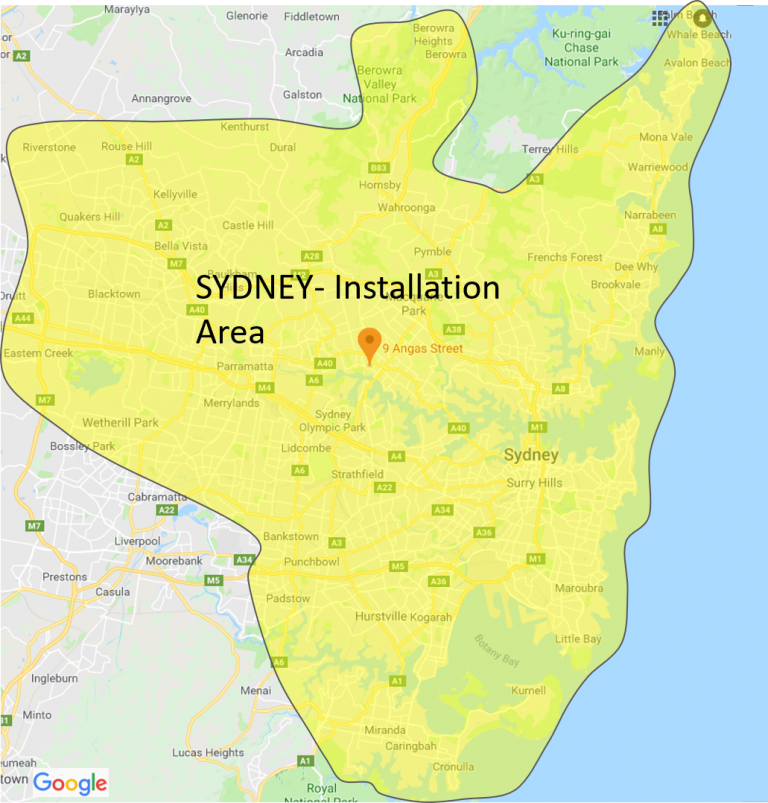 Maraylya
Glenorie
Fiddletown
Berowra
Heights
Berowra
Ku-ring-gai
Chase
National Park
Whale Beach
Avalon Beach
A2
Arcadia
Berowra
Valley
National Park
Annangrove
Galston
Kenthurst
Riverstone
Rouse Hill
Dural
A2
Terrey Hills
Mona Vale
Warriewood
B83
A3
Hornsby
Kellyville
Wahroonga
Quakers Hill
A2
Castle Hill
Narrabeen
A8
Bella Vista
A28
Pymble
Frenchs Forest
M7
Baulkham
A3
Dee Why
Brookvale
SYDNEY- Installation
Area
Blacktown
A40
Macquarie
Park
A44
A38
9 Angas Street
Manly
Eastern Creek
Parramatta
A40
A6
M4
A8
M7
Merrylands
Wetherill Park
Sydney
Olympic Park
A40
M1
Bossley Park
Lidcombe
A4
Sydney
A6
Strathfield
A22
Surry Hills
Cabramatta
A22
A34
M7
Bankstown
A3
A36
Liverpool
A34
Moorebank
Punchbowl
M5
M1
Prestons
M5
A36
Casula
Padstow
Maroubra
Hurstville
Kogarah
Little Bay
Botany Bay
A6
Ingleburn
Menai
A1
Kurnell
Minto
Miranda
Caringbah
Lucas Heights
A1
Cronulla
Royal
National Park
Google